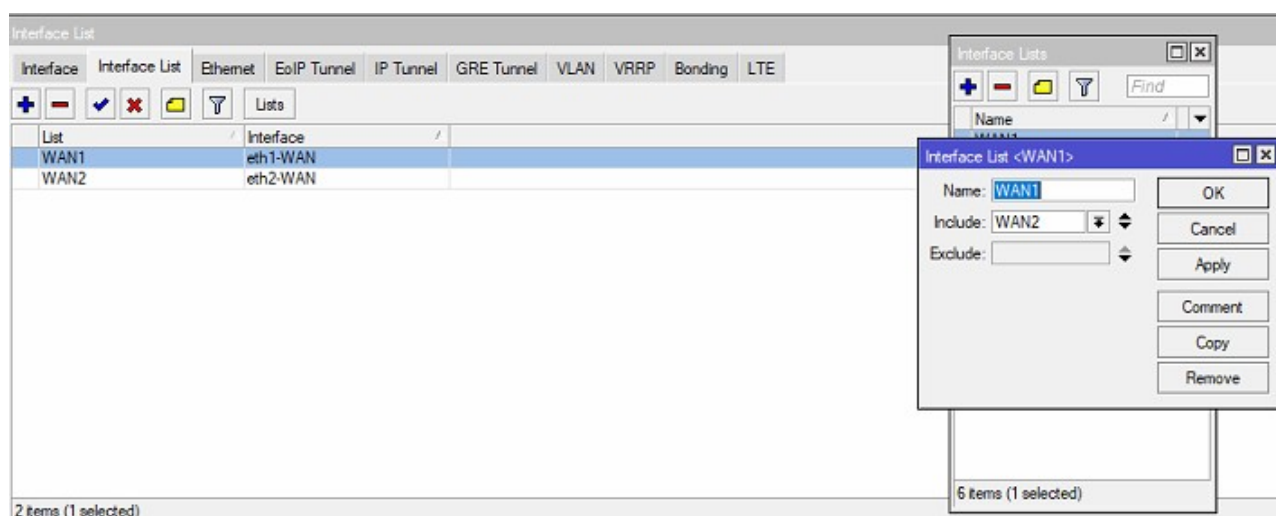 Interface List
Interface Interface List Ethernet EoIP Tunnel IP Tunnel GRE Tunnel VLAN VRRP Bonding LTE
Lists
List Interface
WAN1 eth1-WAN
WAN2 eth2-WAN
2 items (1 selected)
Interface Lists
Find
Name
WAN1
Interface List <WAN1>
Name: WAN1
Include: WAN2
Exclude:
OK
Cancel
Apply
Comment
Copy
Remove
6 items (1 selected)